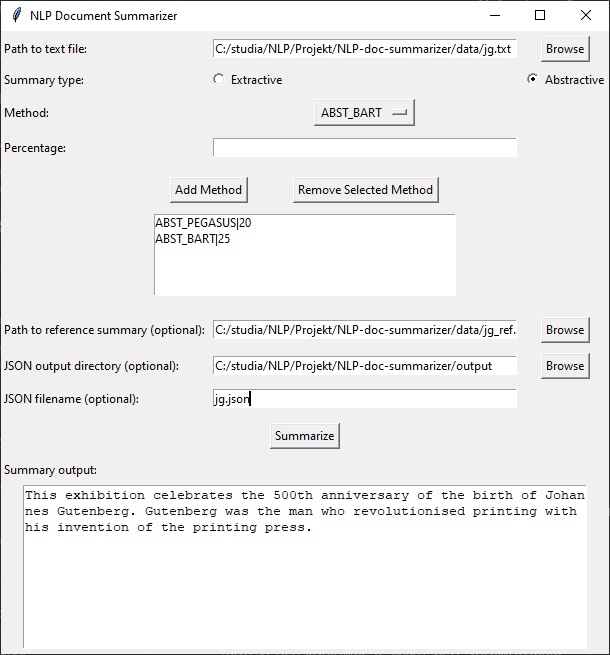 NLP Document Summarizer
Path to text file: C:/studia/NLP/Projekt/NLP-doc-summarizer/data/jg.txt Browse
Summary type: Extractive Abstractive
Method: ABST_BART
Percentage:
Add Method Remove Selected Method
ABST_PEGASUS|20
ABST_BART|25
Path to reference summary (optional): C:/studia/NLP/Projekt/NLP-doc-summarizer/data/jg_ref. Browse
JSON output directory (optional): C:/studia/NLP/Projekt/NLP-doc-summarizer/output Browse
JSON filename (optional): jg.json
Summarize
Summary output:
This exhibition celebrates the 500th anniversary of the birth of Johan
nes Gutenberg. Gutenberg was the man who revolutionised printing with
his invention of the printing press.